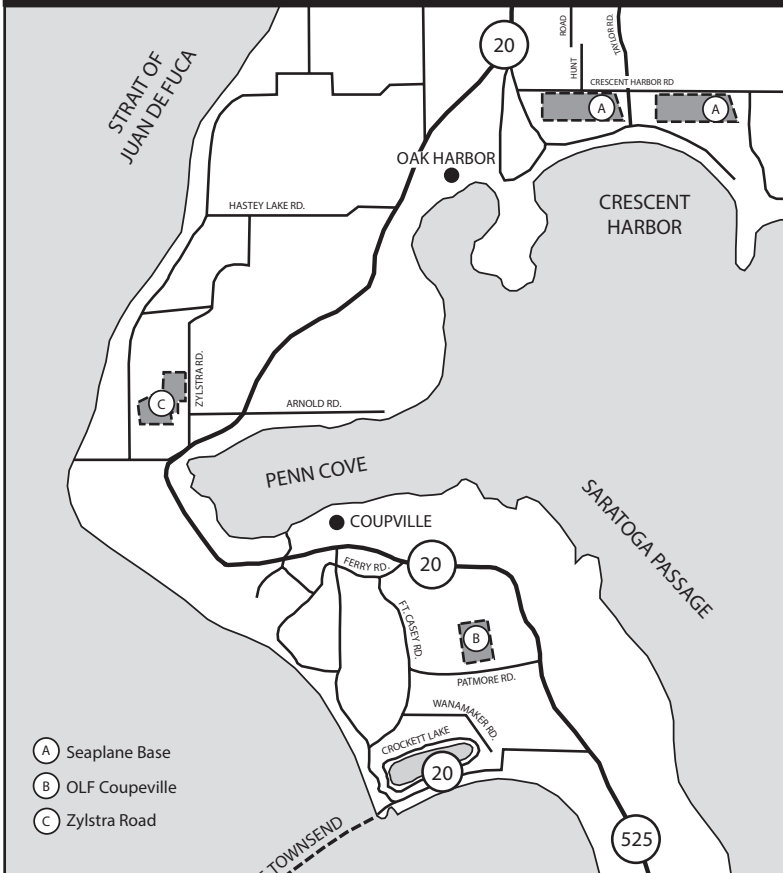 STRAIT OF
JUAN DE FUCA
20
ROAD
HUNT
TAYLOR RD.
CRESCENT HARBOR RD
A
A
OAK HARBOR
CRESCENT
HARBOR
HASTEY LAKE RD.
ZYLSTRA RD.
C
ARNOLD RD.
PENN COVE
SARATOGA PASSAGE
COUPVILLE
FERRY RD.
20
FT. CASEY RD.
B
PATMORE RD.
WANAMAKER RD.
CROCKETT LAKE
20
A Seaplane Base
B OLF Coupeville
C Zylstra Road
TOWNSEND
525